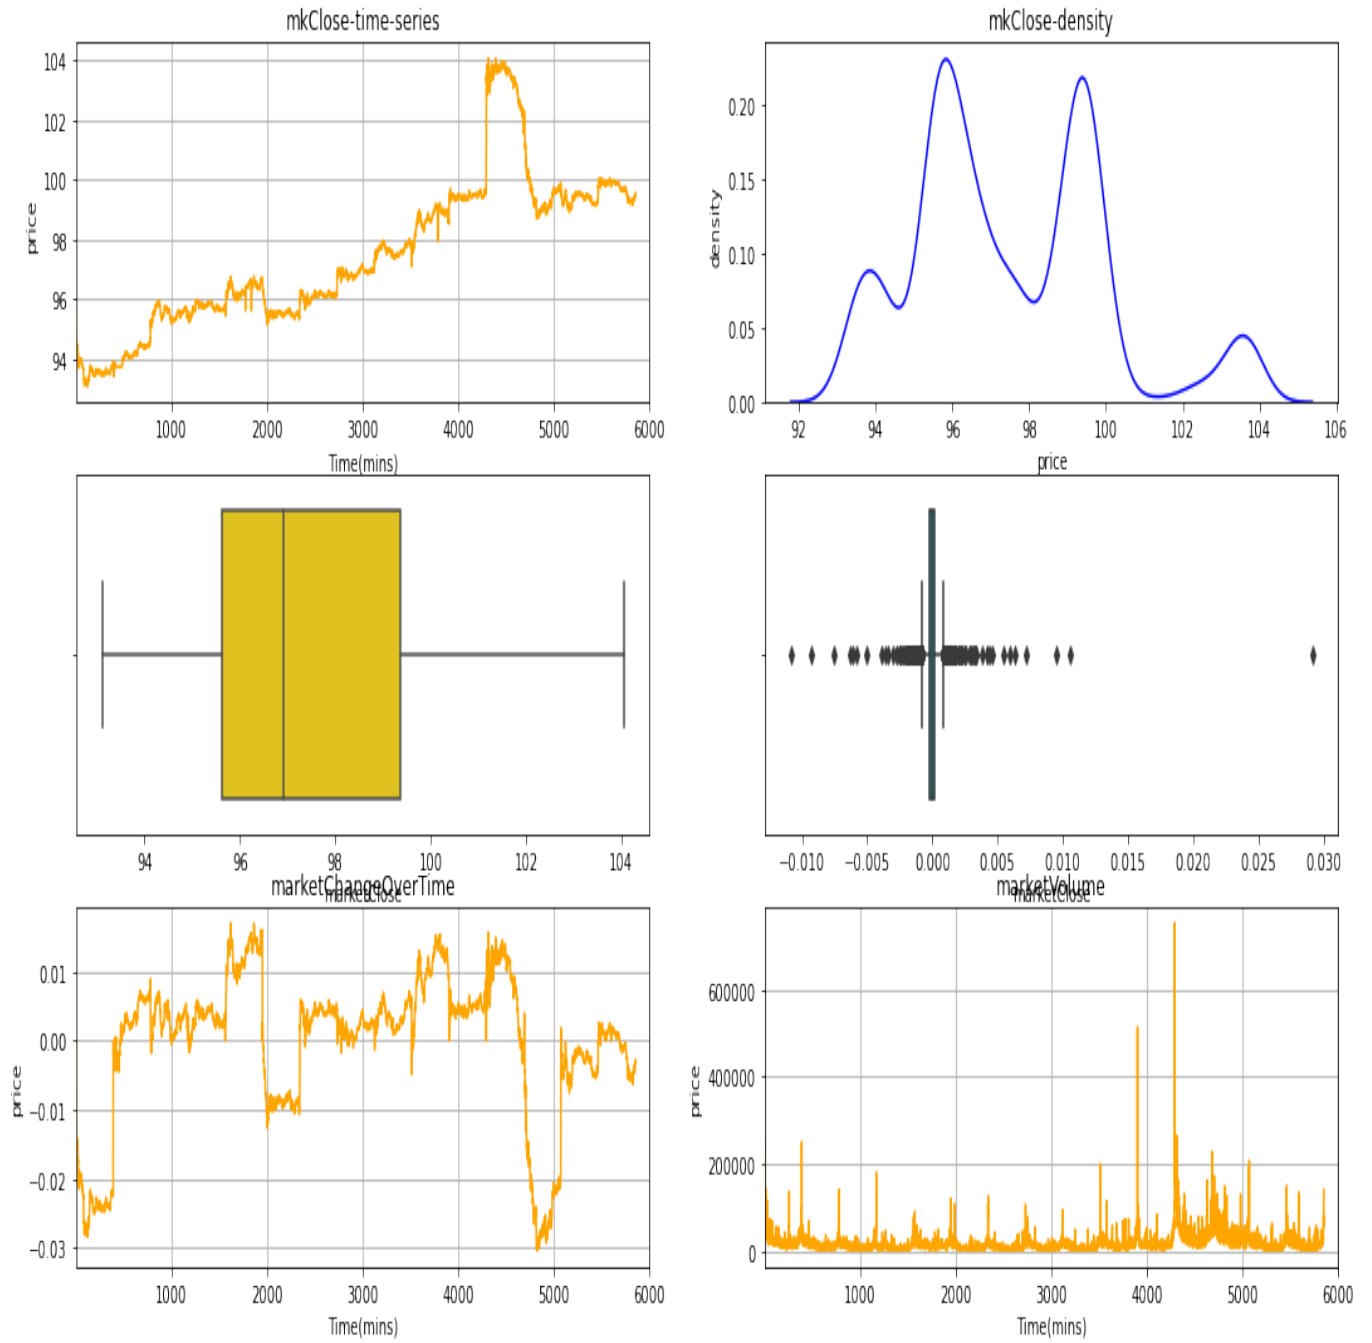 mkClose-time-series
mkClose-density
price
104
102
100
98
96
94
1000 2000 3000 4000 5000 6000
Time(mins)
density
0.20
0.15
0.10
0.05
0.00
92 94 96 98 100 102 104 106
price
94 96 98 100 102 104
marketClose
−0.010 −0.005 0.000 0.005 0.010 0.015 0.020 0.025 0.030
marketClose
marketChangeOverTime
marketVolume
price
0.01
0.00
−0.01
−0.02
−0.03
1000 2000 3000 4000 5000 6000
Time(mins)
price
600000
400000
200000
0
1000 2000 3000 4000 5000 6000
Time(mins)